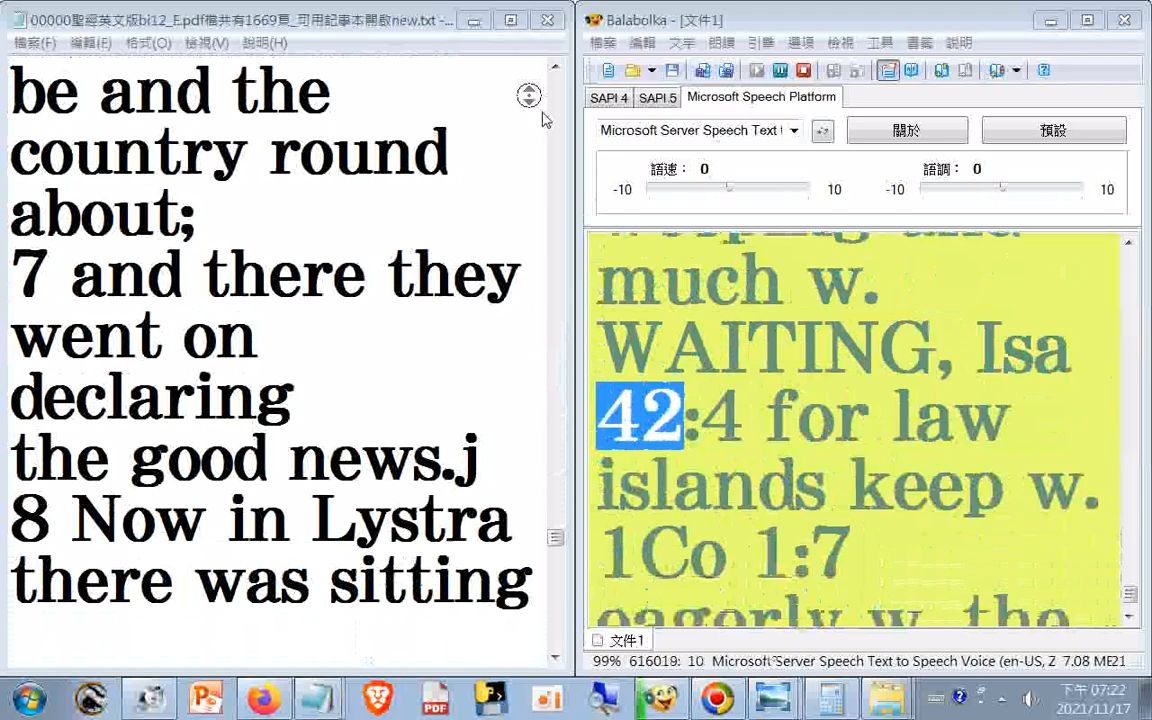 00000聖經英文版bi12_E.pdf檔共有1669頁_可用記事本開啟new.txt -...
檔案(F) 編輯(E) 格式(O) 檢視(V) 說明(H)
be and the
country round
about;
7 and there they
went on
declaring
the good news.j
8 Now in Lystra
there was sitting
Balabolka - [文件1]
檔案 編輯 文字 朗讀 引擎 選項 檢視 工具 書籤 說明
SAPI 4 SAPI 5 Microsoft Speech Platform
Microsoft Server Speech Text t 關於 預設
語速： 0 語調： 0
-10 10 -10 10
much w.
WAITING, Isa
42:4 for law
islands keep w.
1Co 1:7
eagerly w. the
文件1
99% 616019: 10 Microsoft Server Speech Text to Speech Voice (en-US, Z 7.08 ME21
PDF
下午 07:22
2021/11/17